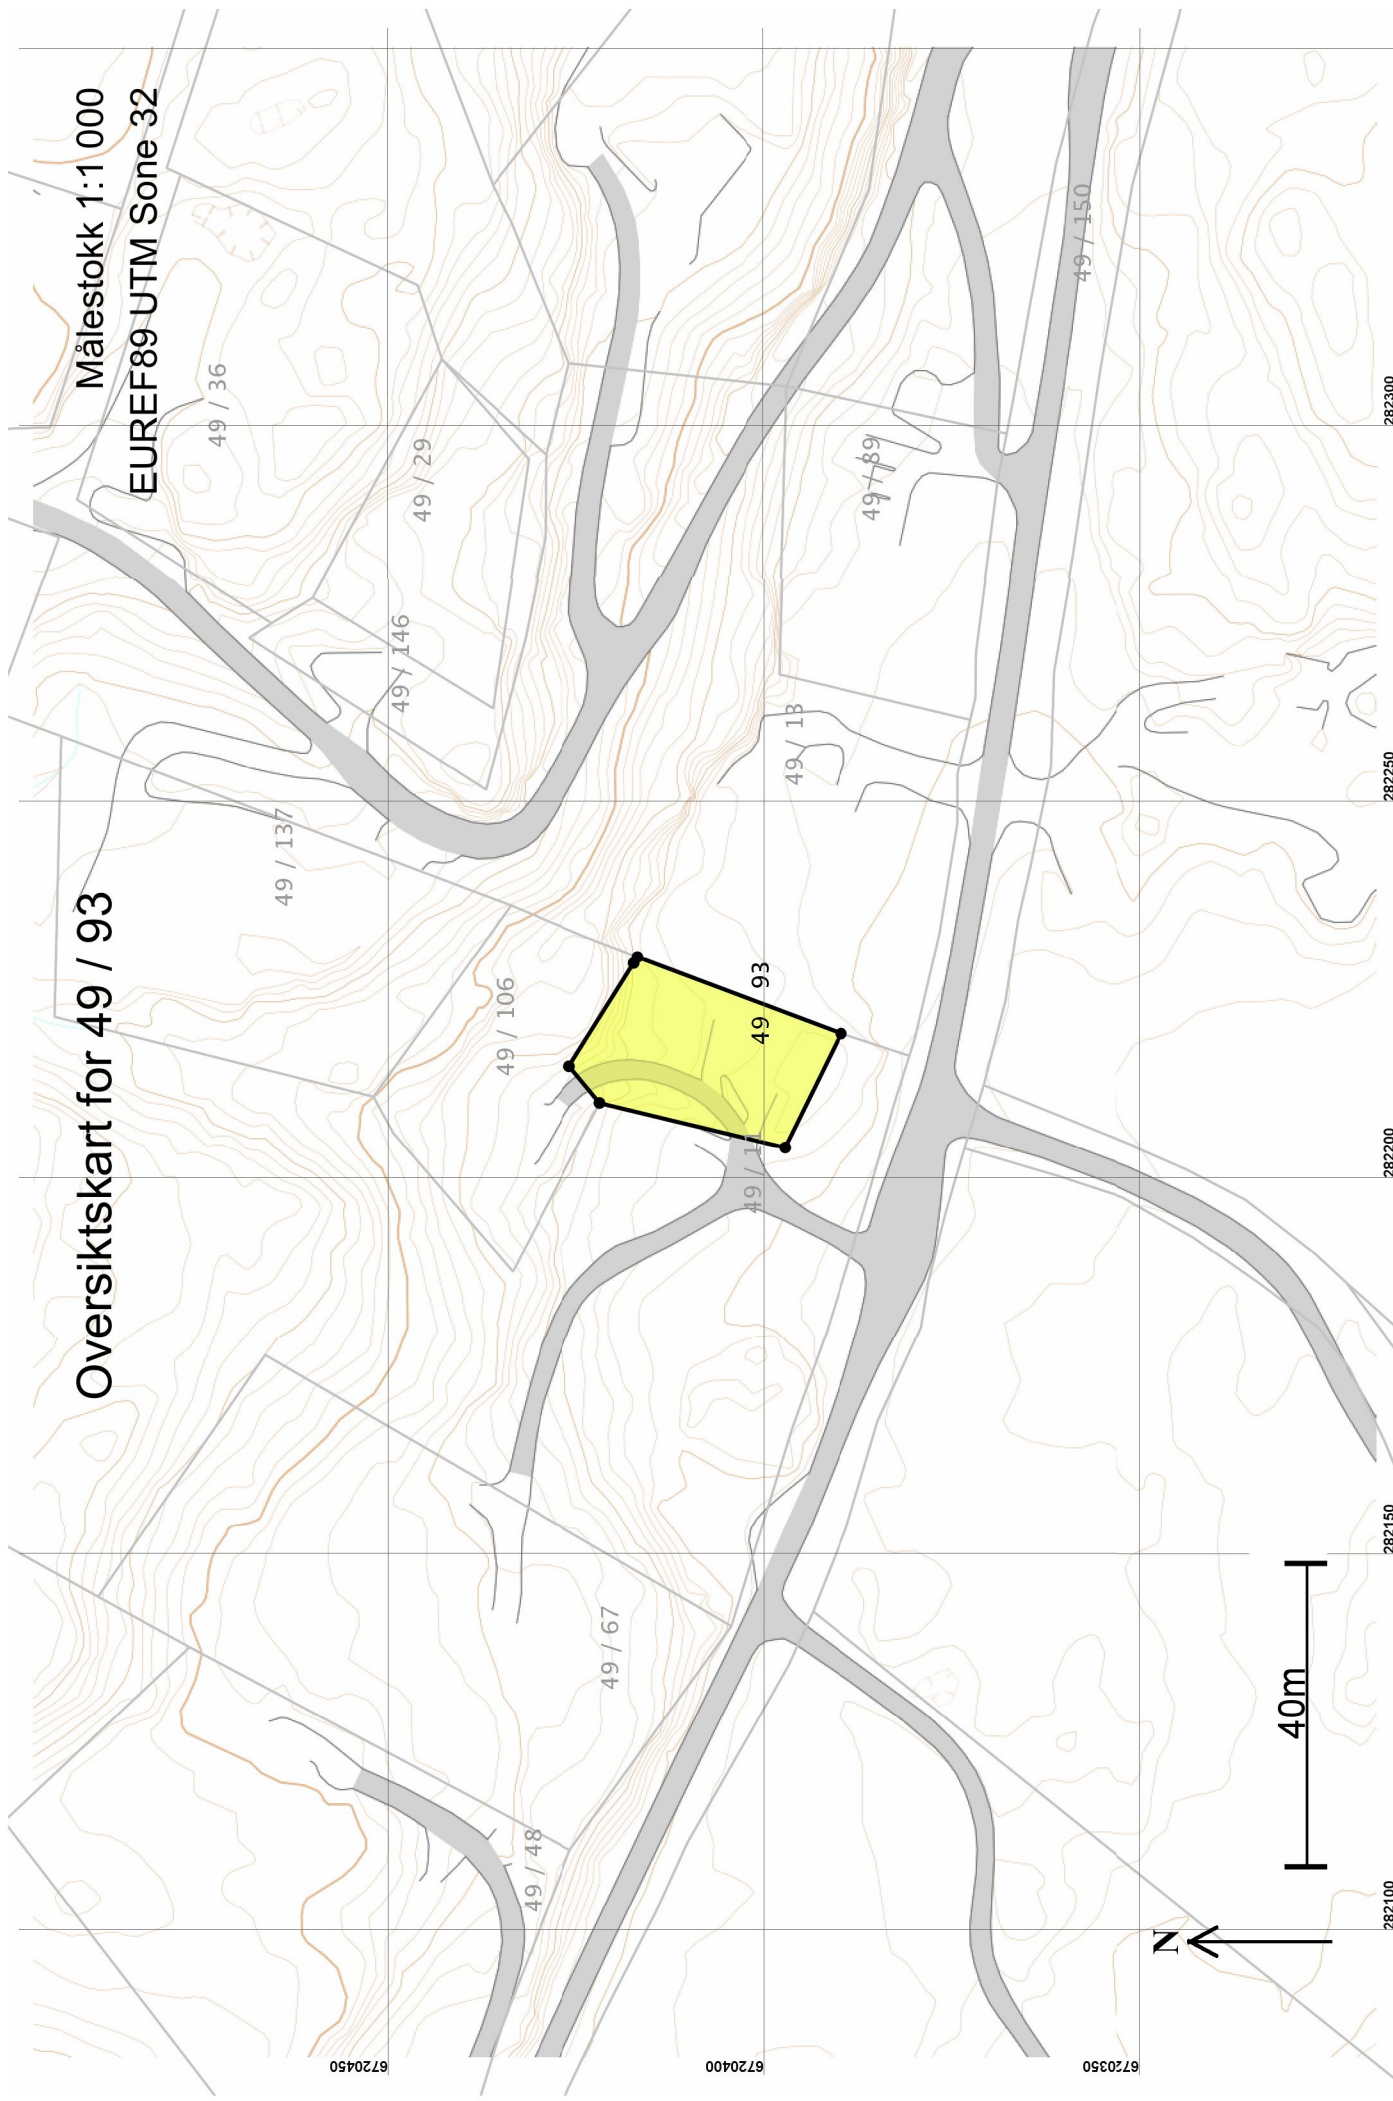 Oversiktskart for 49 / 93
Målestokk 1:1 000
EUREF89 UTM Sone 32
49 / 36
49 / 137
49 / 146
49 / 29
49 / 106
49 / 48
49 / 67
49 / 11
49 93
49 / 13
49 / 89
49 / 150
N
40m
6720450
6720400
6720350
282100
282150
282200
282250
282300